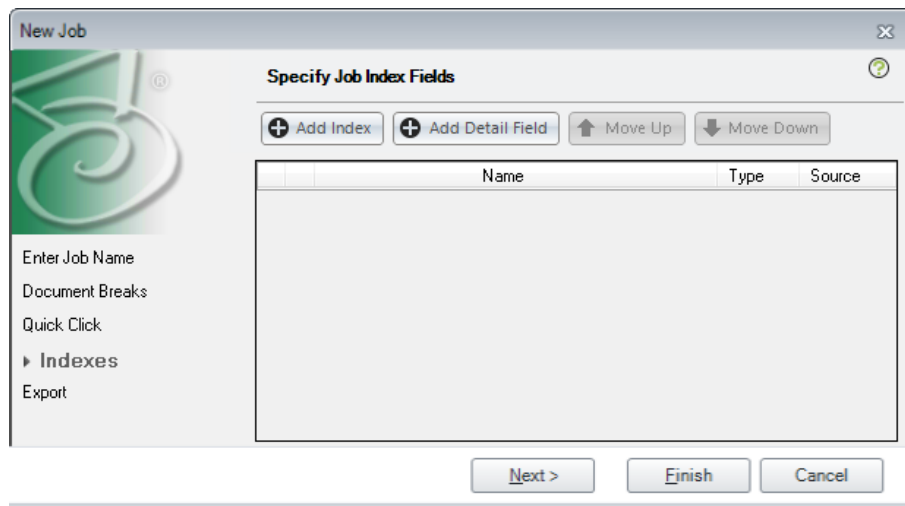 New Job
®
Specify Job Index Fields
?
Add Index Add Detail Field Move Up Move Down
Name Type Source
Enter Job Name
Document Breaks
Quick Click
Indexes
Export
Next > Finish Cancel